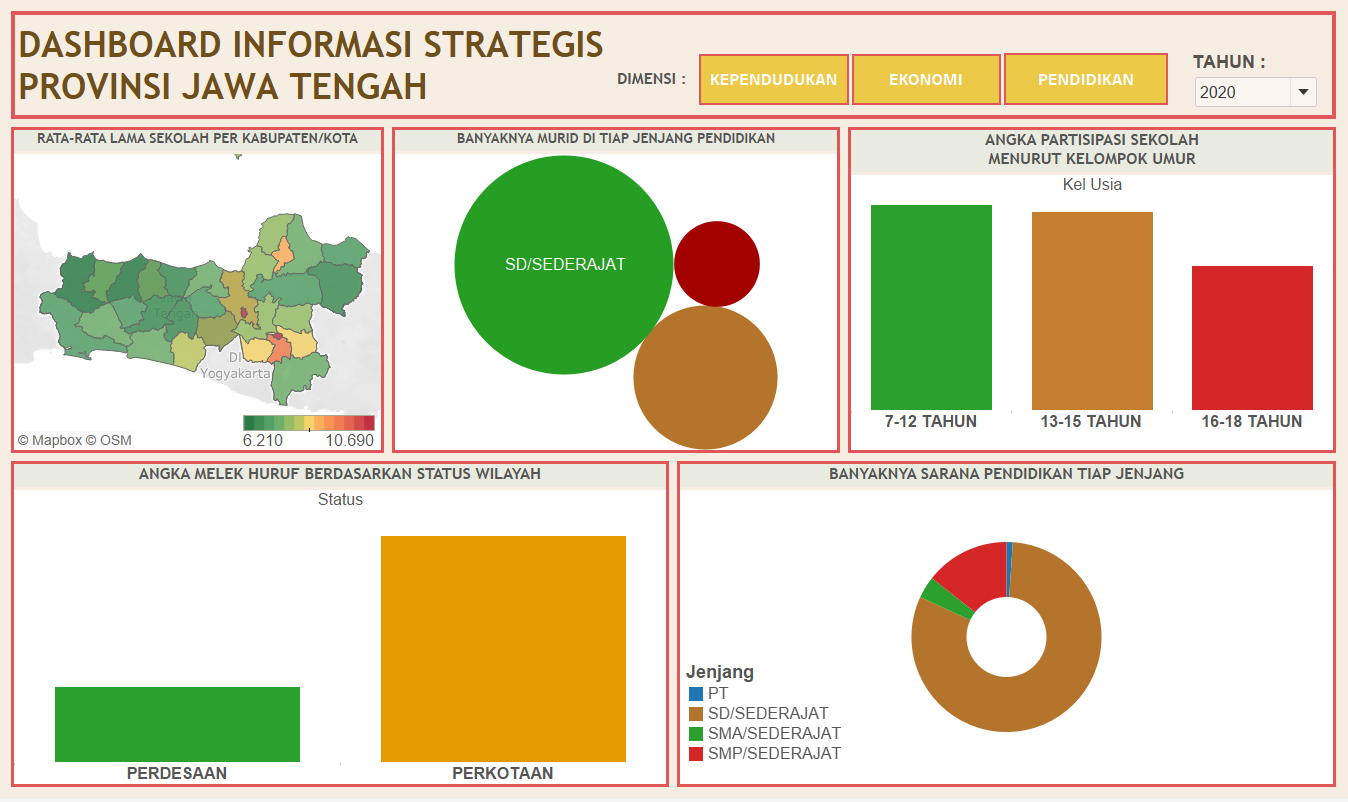 DASHBOARD INFORMASI STRATEGIS
PROVINSI JAWA TENGAH
DIMENSI :
KEPENDUDUKAN
EKONOMI
PENDIDIKAN
TAHUN :
2020
RATA-RATA LAMA SEKOLAH PER KABUPATEN/KOTA
Tengah
DI
Yogyakarta
© Mapbox © OSM
6.210
10.690
BANYAKNYA MURID DI TIAP JENJANG PENDIDIKAN
SD/SEDERAJAT
ANGKA PARTISIPASI SEKOLAH
MENURUT KELOMPOK UMUR
Kel Usia
7-12 TAHUN
13-15 TAHUN
16-18 TAHUN
ANGKA MELEK HURUF BERDASARKAN STATUS WILAYAH
Status
PERDESAAN
PERKOTAAN
BANYAKNYA SARANA PENDIDIKAN TIAP JENJANG
Jenjang
PT
SD/SEDERAJAT
SMA/SEDERAJAT
SMP/SEDERAJAT